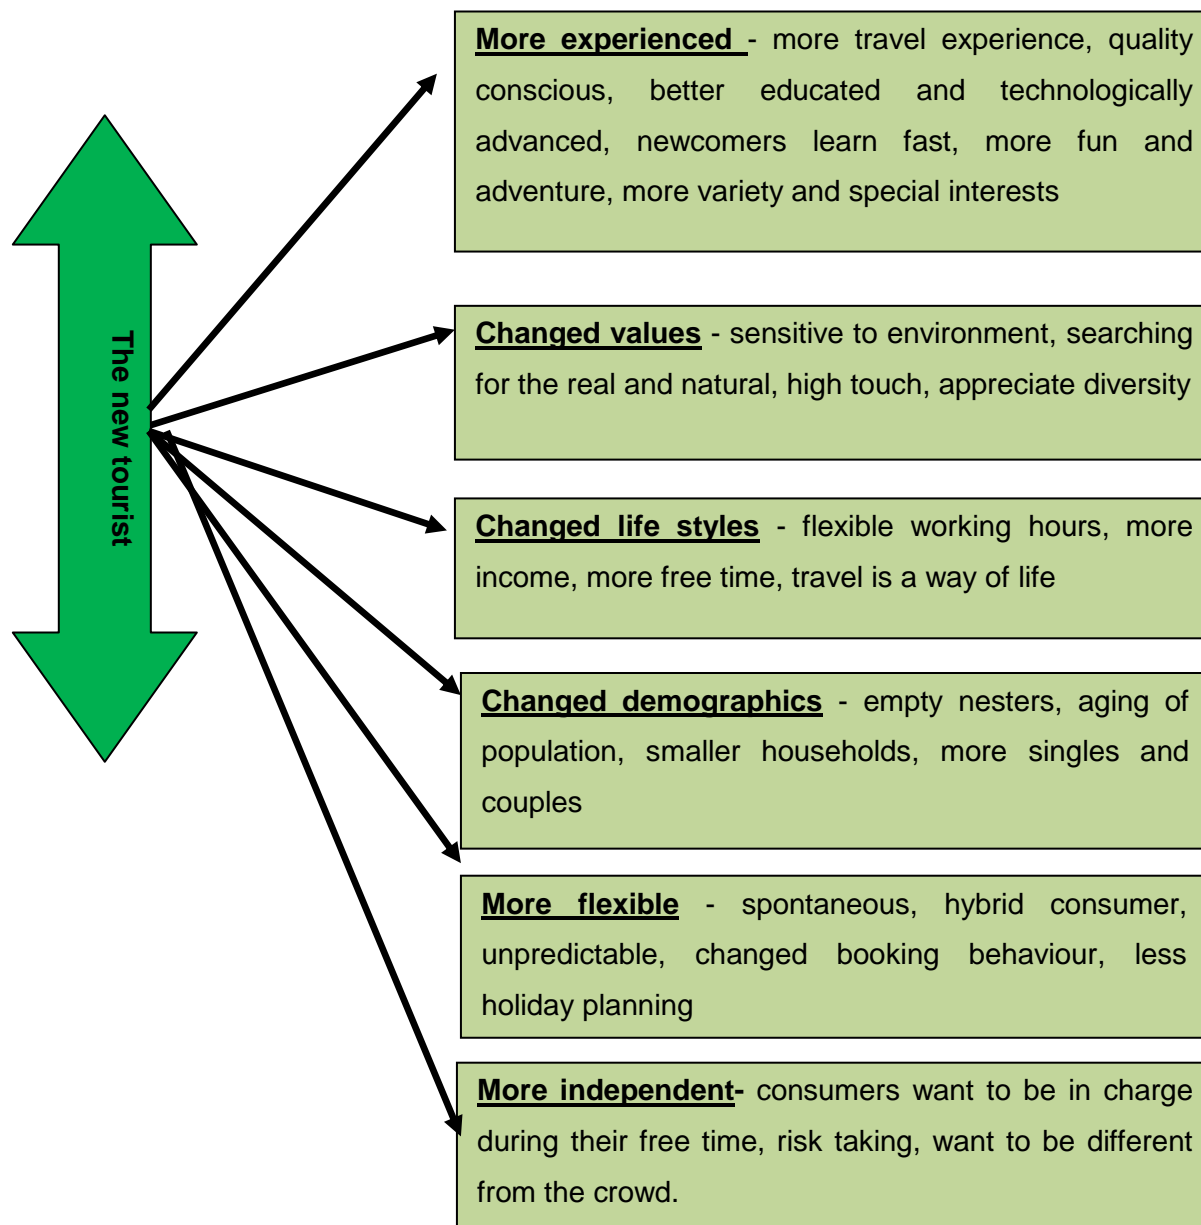 The new tourist
More experienced - more travel experience, quality
conscious, better educated and technologically
advanced, newcomers learn fast, more fun and
adventure, more variety and special interests
Changed values - sensitive to environment, searching
for the real and natural, high touch, appreciate diversity
Changed life styles - flexible working hours, more
income, more free time, travel is a way of life
Changed demographics - empty nesters, aging of
population, smaller households, more singles and
couples
More flexible - spontaneous, hybrid consumer,
unpredictable, changed booking behaviour, less
holiday planning
More independent- consumers want to be in charge
during their free time, risk taking, want to be different
from the crowd.